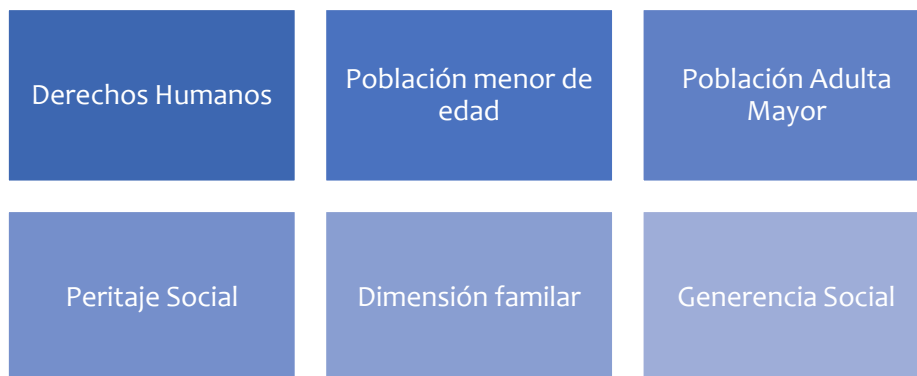 Derechos Humanos
Población menor de
edad
Población Adulta
Mayor
Peritaje Social
Dimensión familar
Generencia Social